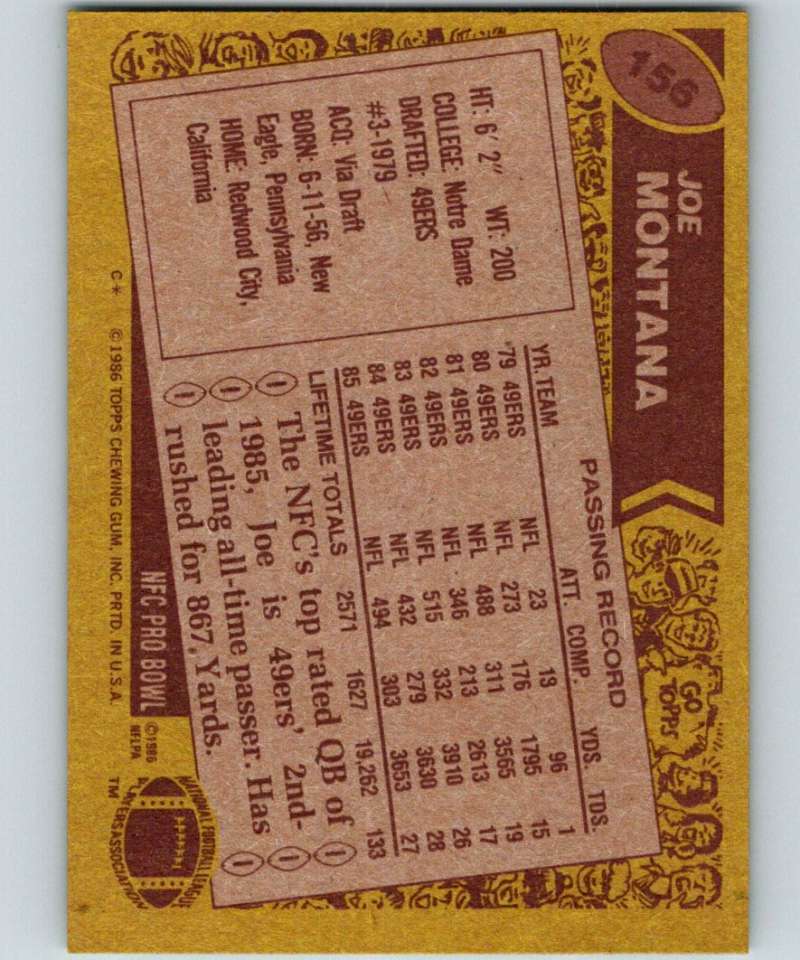 156
JOE
MONTANA
GO
TOPPS
HT: 6'2" WT: 200
COLLEGE: Notre Dame
DRAFTED: 49ERS
#3-1979
ACQ: Via Draft
BORN: 6-11-56, New
Eagle, Pennsylvania
HOME: Redwood City,
California
PASSING RECORD
YR. TEAM ATT. COMP. YDS. TDS.
'79 49ERS NFL 23 13 96 1
80 49ERS NFL 273 176 1795 15
81 49ERS NFL 488 311 3565 19
82 49ERS NFL 346 213 2613 17
83 49ERS NFL 515 332 3910 26
84 49ERS NFL 432 279 3630 28
85 49ERS NFL 494 303 3653 27
LIFETIME TOTALS 2571 1627 19,262 133
The NFC's top rated QB of
1985, Joe is 49ers' 2nd-
leading all-time passer. Has
rushed for 867 Yards.
NFC PRO BOWL
©1986
NFLPA
NATIONAL FOOTBALL LEAGUE
PLAYERS ASSOCIATION
TM
C* ©1986 TOPPS CHEWING GUM, INC. PRTD. IN U.S.A.